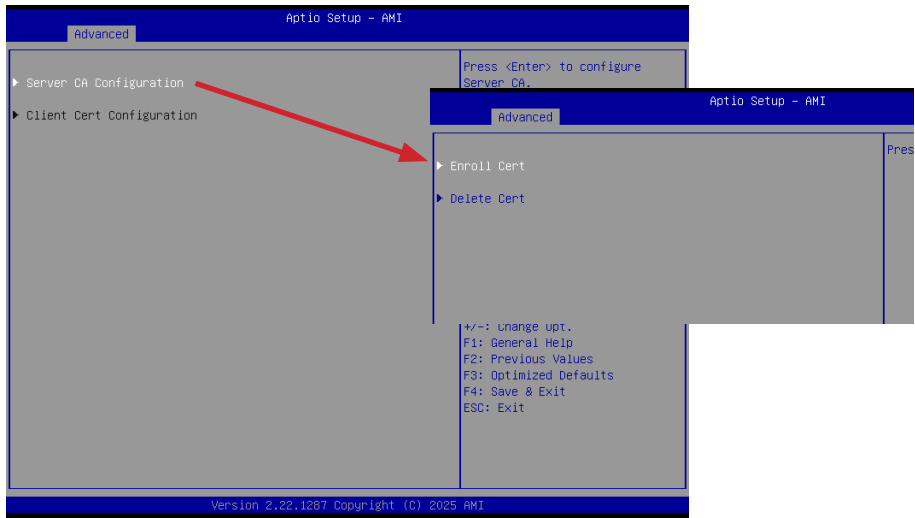 Aptio Setup – AMI
Advanced
▶ Server CA Configuration
▶ Client Cert Configuration
Press <Enter> to configure
Server CA.
+/-: Change Opt.
F1: General Help
F2: Previous Values
F3: Optimized Defaults
F4: Save & Exit
ESC: Exit
Version 2.22.1287 Copyright (C) 2025 AMI
Aptio Setup – AMI
Advanced
▶ Enroll Cert
▶ Delete Cert
Pres